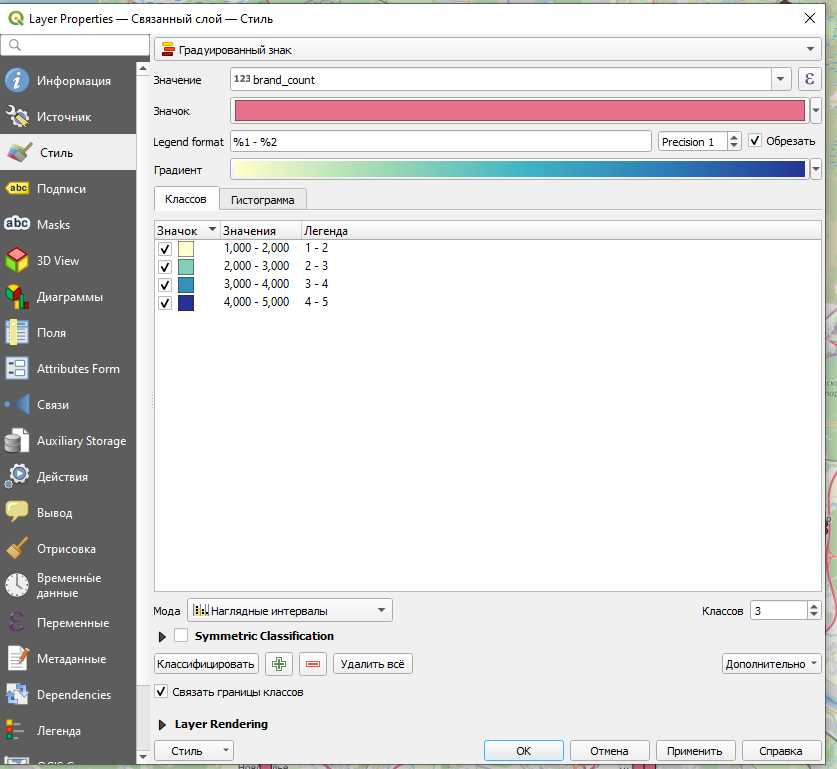 Layer Properties — Связанный слой — Стиль
Градуированный знак
Информация
Значение
123 brand_count
ε
Источник
Значок
Стиль
Legend format
%1 - %2
Precision 1
Обрезать
Градиент
abc Подписи
Классов
Гистограмма
abc Masks
Значок
Значения
Легенда
1,000 - 2,000
1 - 2
3D View
2,000 - 3,000
2 - 3
3,000 - 4,000
3 - 4
Диаграммы
4,000 - 5,000
4 - 5
Поля
Attributes Form
Связи
Auxiliary Storage
Действия
Вывод
Отрисовка
Временные
данные
Мода
Наглядные интервалы
Классов
3
Переменные
Symmetric Classification
Метаданные
Классифицировать
Удалить всё
Дополнительно
Dependencies
Связать границы классов
Легенда
Layer Rendering
Стиль
ОК
Отмена
Применить
Справка